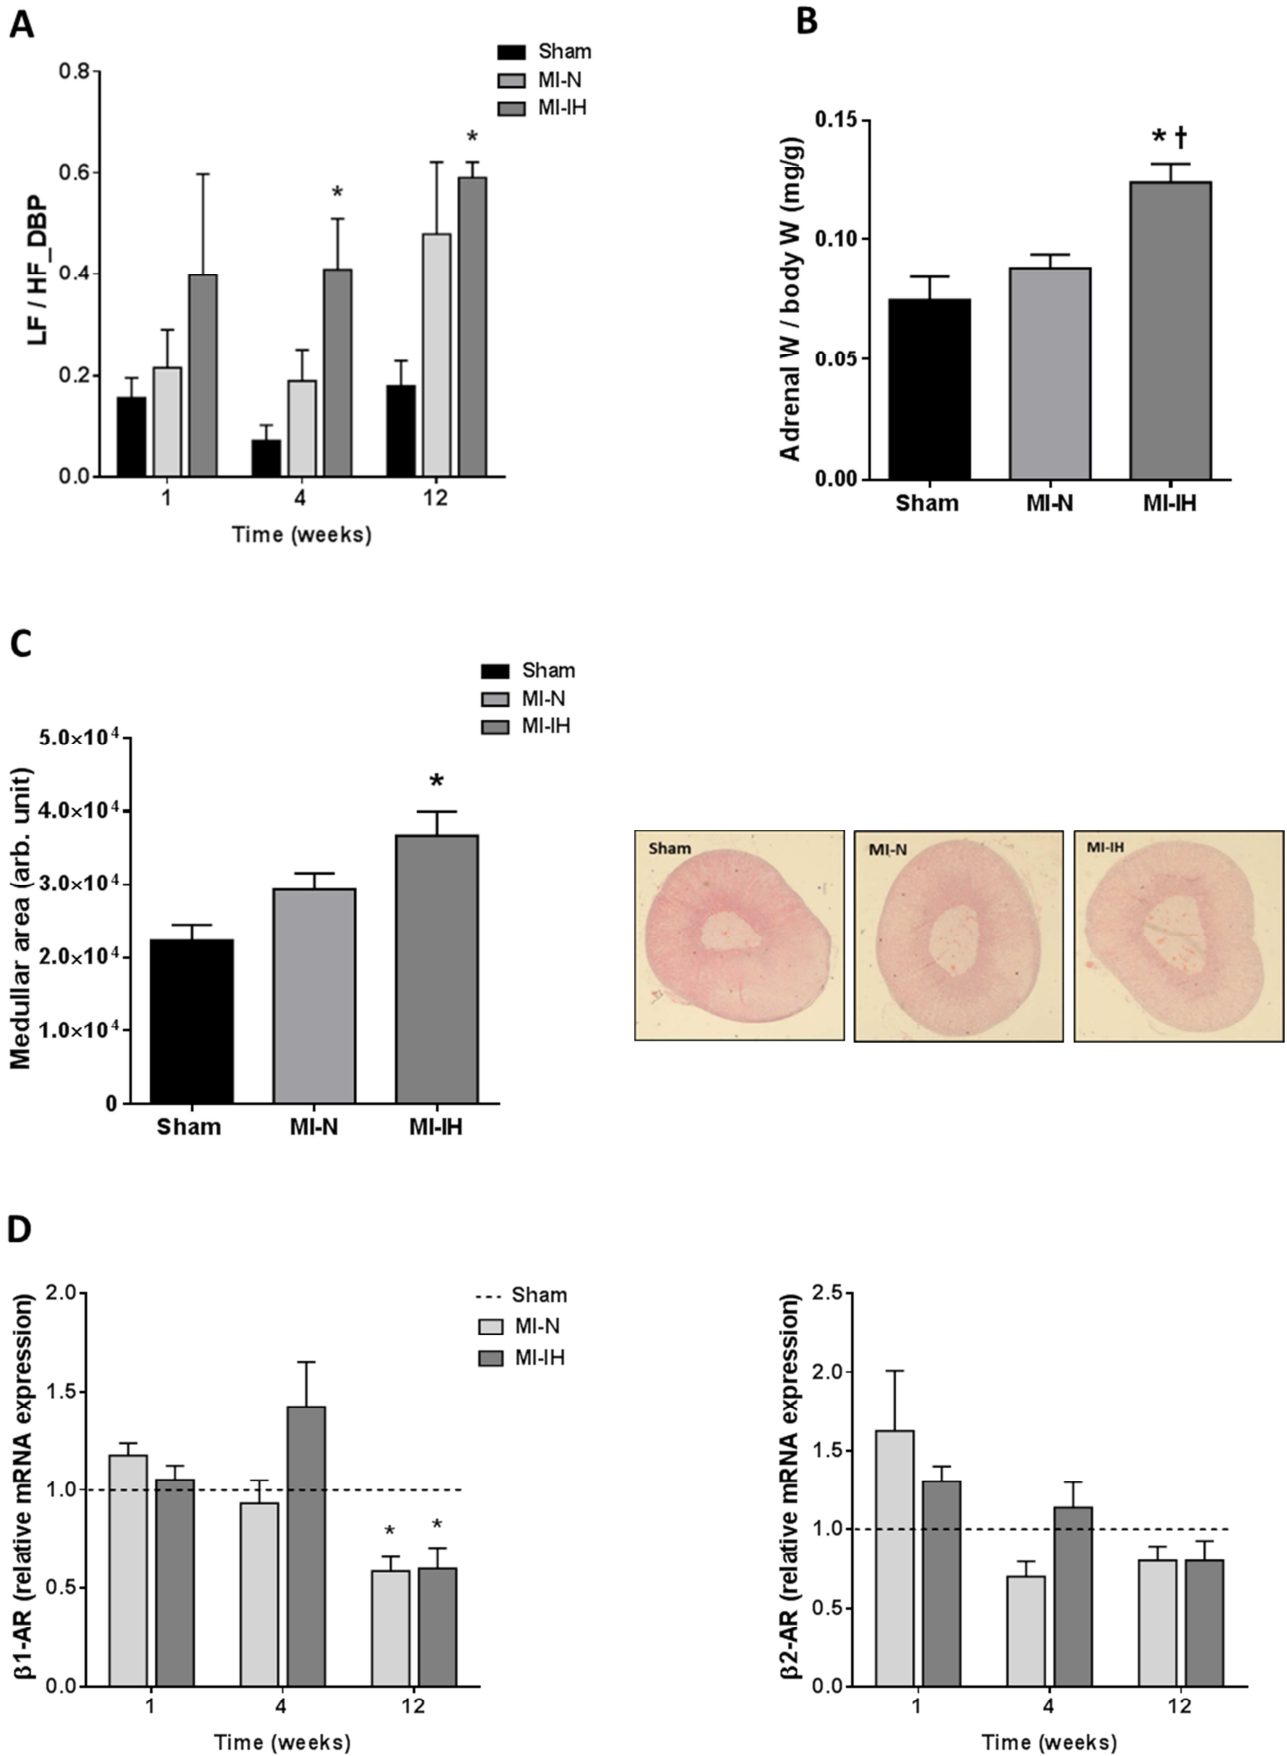 A
Sham
MI-N
MI-IH
0.8
0.6
0.4
0.2
0.0
LF / HF_DBP
*
*
1
4
12
Time (weeks)
B
0.15
0.10
0.05
0.00
Adrenal W / body W (mg/g)
* †
Sham
MI-N
MI-IH
C
Sham
MI-N
MI-IH
5.0×10⁴
4.0×10⁴
3.0×10⁴
2.0×10⁴
1.0×10⁴
0
Medullar area (arb. unit)
*
Sham
MI-N
MI-IH
Sham
MI-N
MI-IH
D
2.0
1.5
1.0
0.5
0.0
β1-AR (relative mRNA expression)
Sham
MI-N
MI-IH
*
*
1
4
12
Time (weeks)
2.5
2.0
1.5
1.0
0.5
0.0
β2-AR (relative mRNA expression)
1
4
12
Time (weeks)